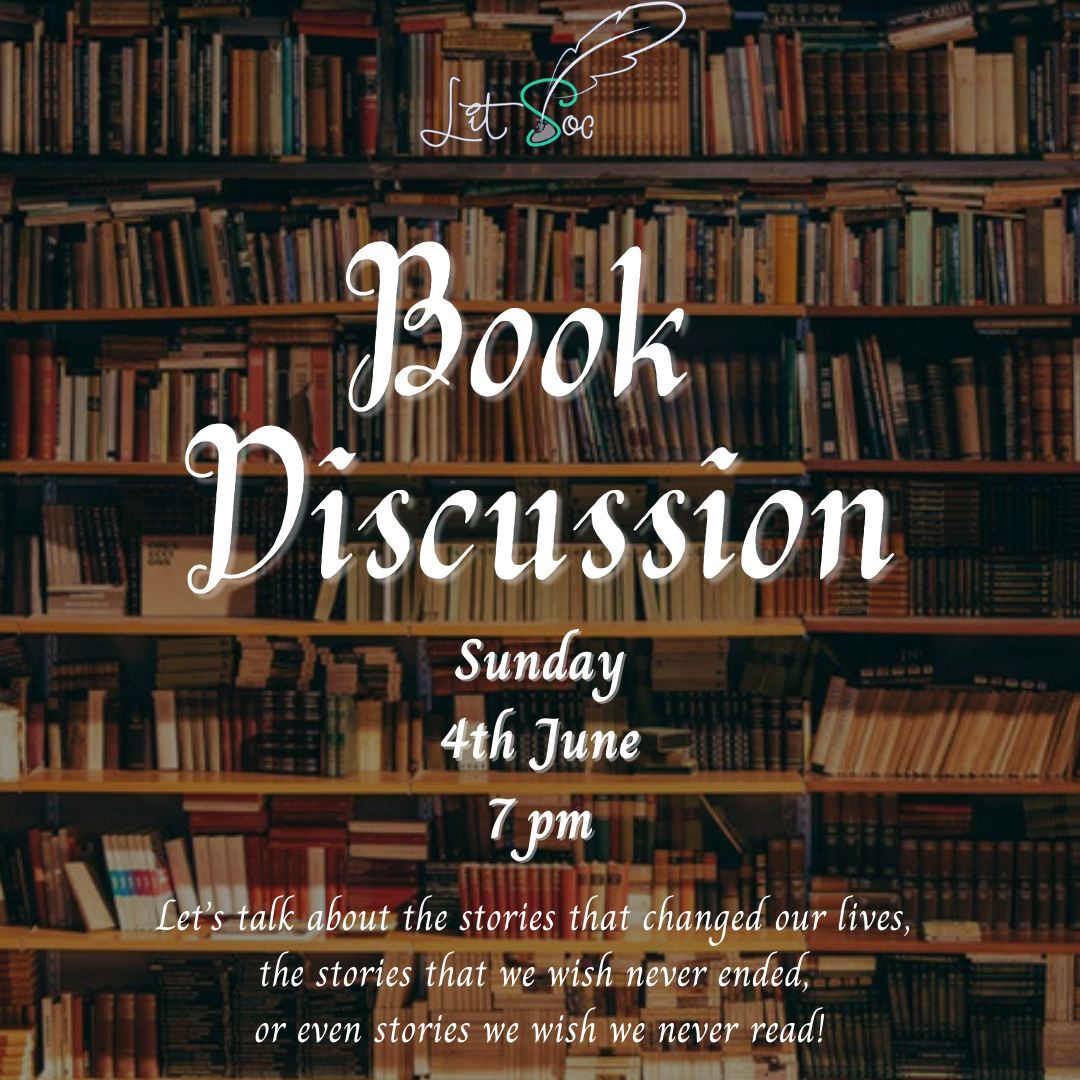 Lit Soc
Book
Discussion
Sunday
4th June
7 pm
Let's talk about the stories that changed our lives,
the stories that we wish never ended,
or even stories we wish we never read!